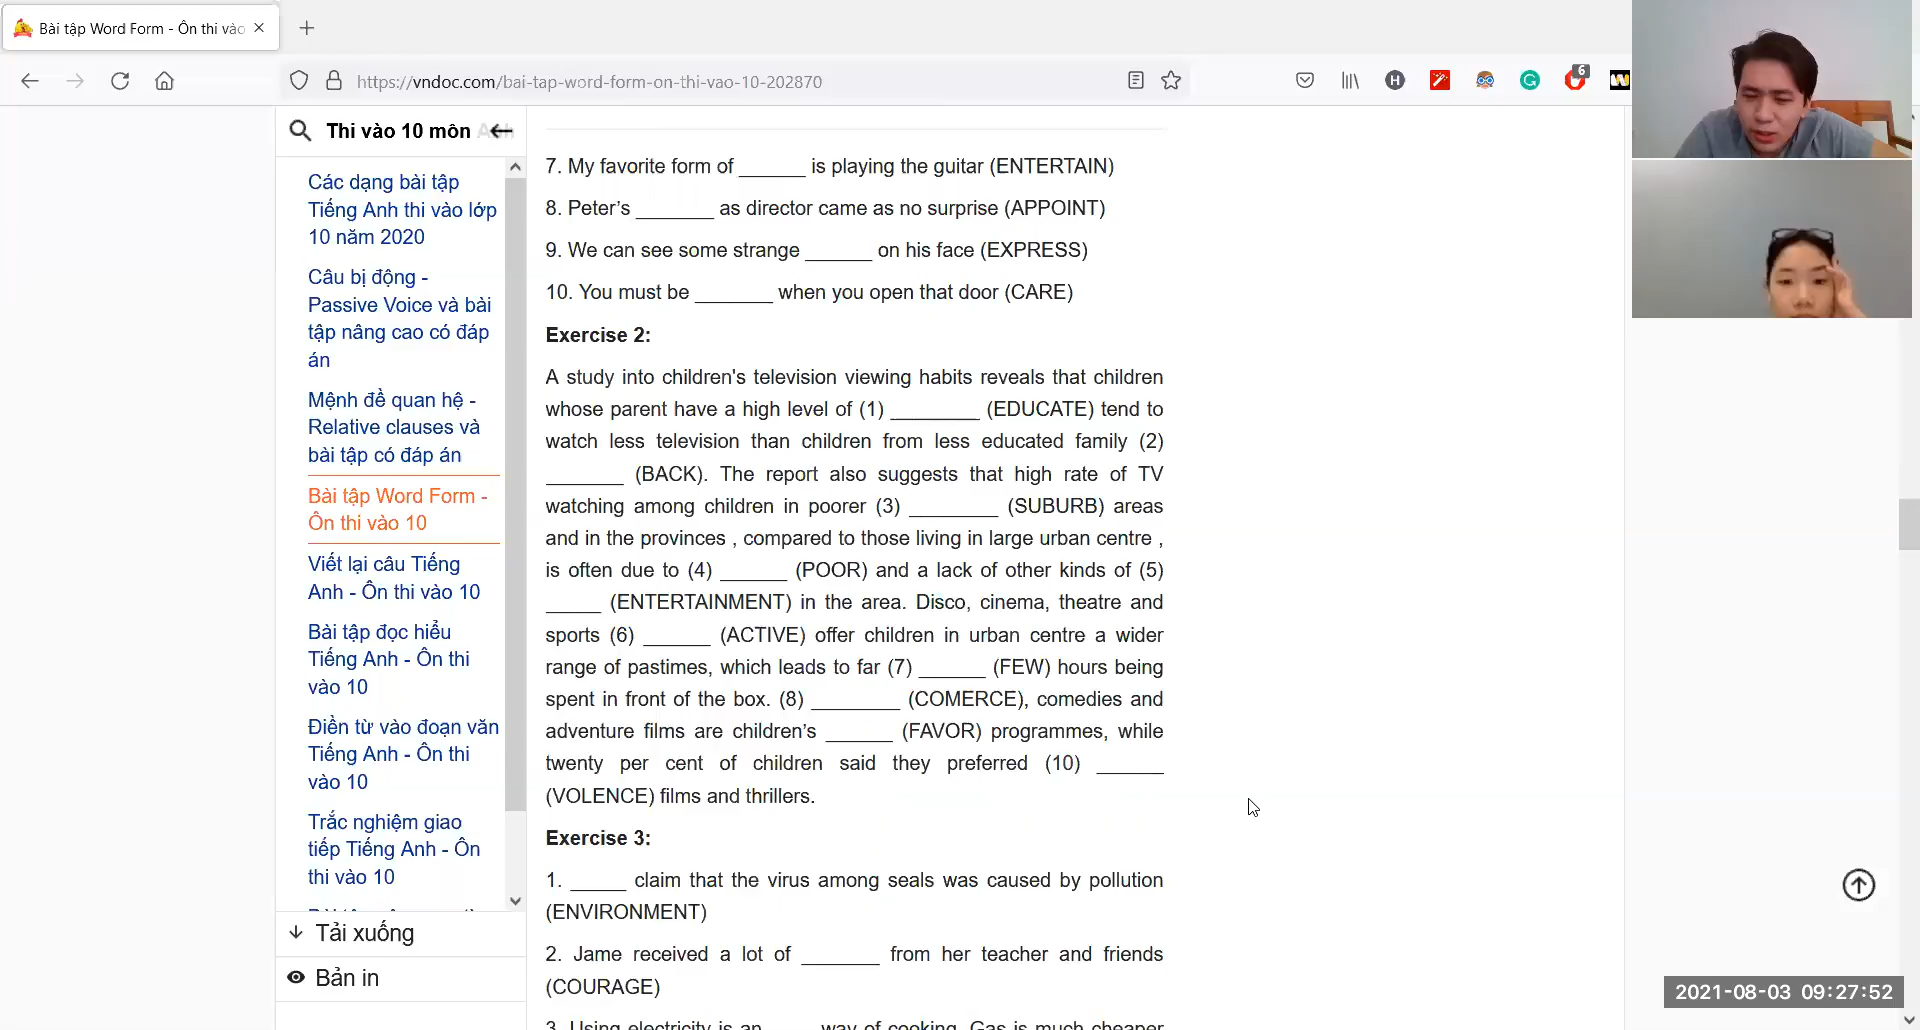 Bài tập Word Form - Ôn thi vào
https://vndoc.com/bai-tap-word-form-on-thi-vao-10-202870
6
Thi vào 10 môn
Các dạng bài tập
Tiếng Anh thi vào lớp
10 năm 2020
Câu bị động -
Passive Voice và bài
tập nâng cao có đáp
án
Mệnh đề quan hệ -
Relative clauses và
bài tập có đáp án
Bài tập Word Form -
Ôn thi vào 10
Viết lại câu Tiếng
Anh - Ôn thi vào 10
Bài tập đọc hiểu
Tiếng Anh - Ôn thi
vào 10
Điền từ vào đoạn văn
Tiếng Anh - Ôn thi
vào 10
Trắc nghiệm giao
tiếp Tiếng Anh - Ôn
thi vào 10
Tải xuống
Bản in
7. My favorite form of ______ is playing the guitar (ENTERTAIN)
8. Peter’s _______ as director came as no surprise (APPOINT)
9. We can see some strange ______ on his face (EXPRESS)
10. You must be _______ when you open that door (CARE)
Exercise 2:
A study into children's television viewing habits reveals that children
whose parent have a high level of (1) ________ (EDUCATE) tend to
watch less television than children from less educated family (2)
_______ (BACK). The report also suggests that high rate of TV
watching among children in poorer (3) ________ (SUBURB) areas
and in the provinces , compared to those living in large urban centre ,
is often due to (4) ______ (POOR) and a lack of other kinds of (5)
_____ (ENTERTAINMENT) in the area. Disco, cinema, theatre and
sports (6) ______ (ACTIVE) offer children in urban centre a wider
range of pastimes, which leads to far (7) ______ (FEW) hours being
spent in front of the box. (8) ________ (COMERCE), comedies and
adventure films are children’s ______ (FAVOR) programmes, while
twenty per cent of children said they preferred (10) ______
(VOLENCE) films and thrillers.
Exercise 3:
1. _____ claim that the virus among seals was caused by pollution
(ENVIRONMENT)
2. Jame received a lot of _______ from her teacher and friends
(COURAGE)
3. Using electricity is an _____ way of cooking. Gas is much cheaper
2021-08-03 09:27:52